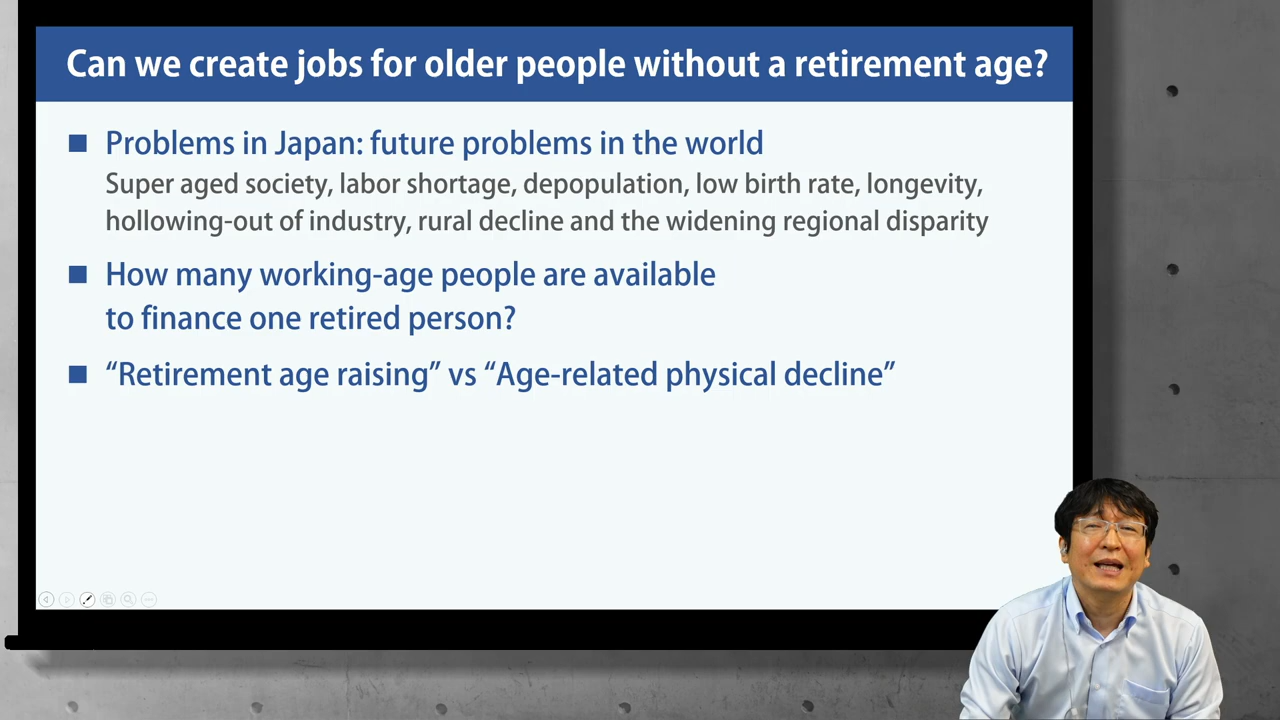 Can we create jobs for older people without a retirement age?
Problems in Japan: future problems in the world
Super aged society, labor shortage, depopulation, low birth rate, longevity,
hollowing-out of industry, rural decline and the widening regional disparity
How many working-age people are available
to finance one retired person?
“Retirement age raising” vs “Age-related physical decline”